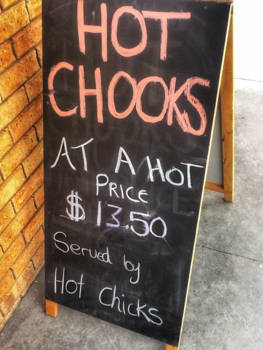 HOT
CHOOKS
AT A HOT
PRICE
$13.50
Served by
Hot Chicks